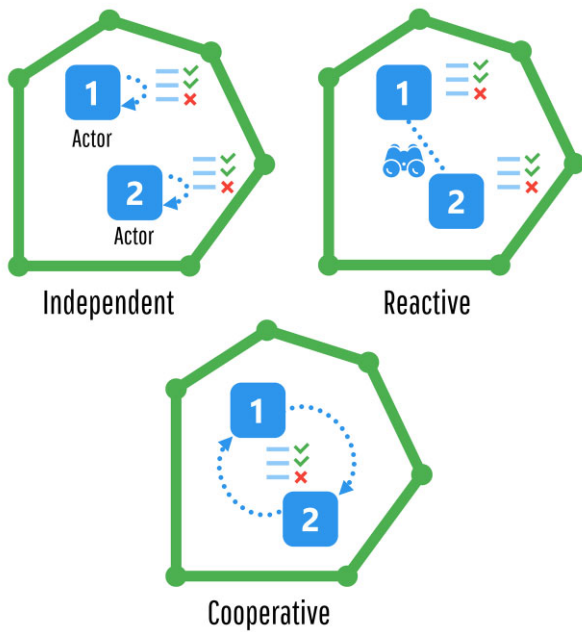 1
Actor
2
Actor
Independent
1
2
Reactive
1
2
Cooperative